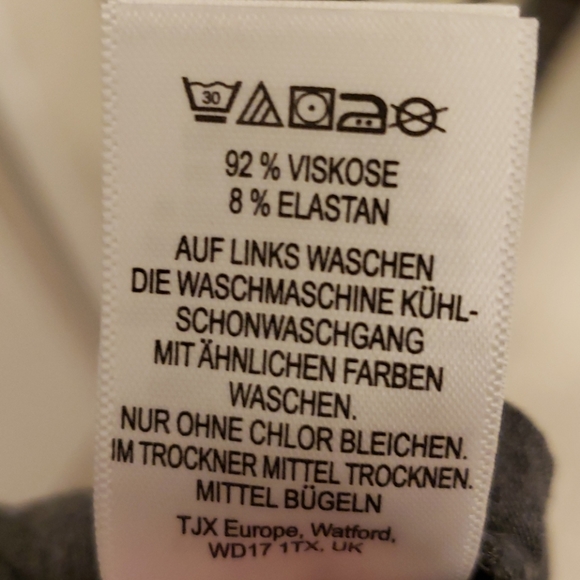 30
92 % VISKOSE
8 % ELASTAN
AUF LINKS WASCHEN
DIE WASCHMASCHINE KÜHL-
SCHONWASCHGANG
MIT ÄHNLICHEN FARBEN
WASCHEN.
NUR OHNE CHLOR BLEICHEN.
IM TROCKNER MITTEL TROCKNEN.
MITTEL BÜGELN
TJX Europe, Watford,
WD17 1TX, UK